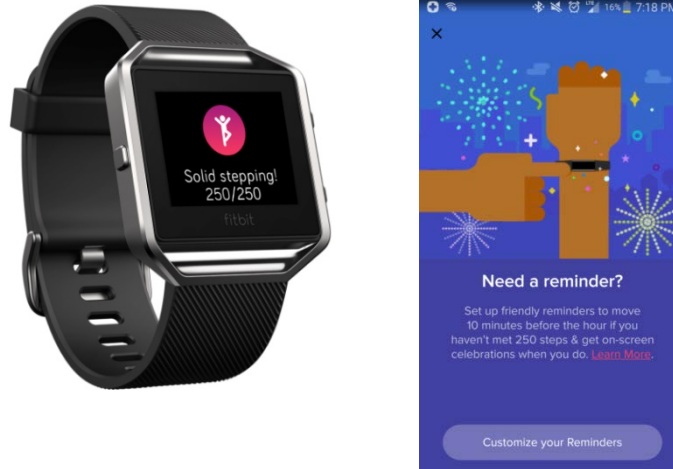 Solid stepping!
250/250
fitbit
LTE 16% 7:18 PM
Need a reminder?
Set up friendly reminders to move
10 minutes before the hour if you
haven't met 250 steps & get on-screen
celebrations when you do. Learn More.
Customize your Reminders